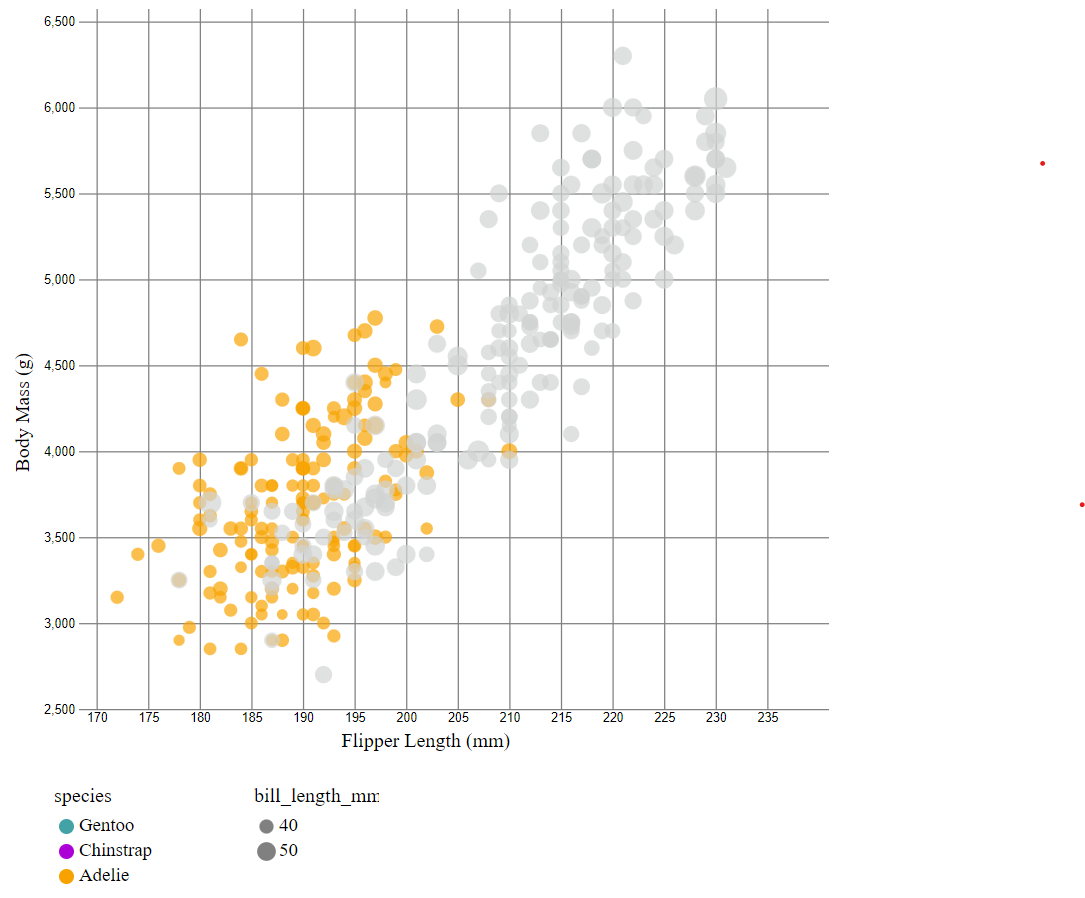 6,500
6,000
5,500
5,000
4,500
4,000
3,500
3,000
2,500
Body Mass (g)
170 175 180 185 190 195 200 205 210 215 220 225 230 235
Flipper Length (mm)
species bill_length_mm
Gentoo 40
Chinstrap 50
Adelie